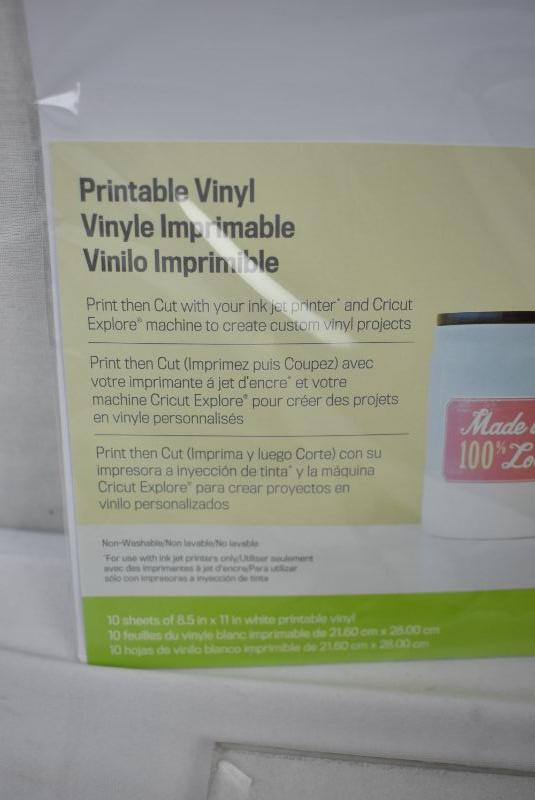 Printable Vinyl
Vinyle Imprimable
Vinilo Imprimible
Print then Cut with your ink jet printer* and Cricut
Explore® machine to create custom vinyl projects
Print then Cut (Imprimez puis Coupez) avec
votre imprimante á jet d'encre* et votre
machine Cricut Explore® pour créer des projets
en vinyle personnalisés
Print then Cut (Imprima y luego Corte) con su
impresora a inyección de tinta* y la máquina
Cricut Explore® para crear proyectos en
vinilo personalizados
Made
100%
Non-Washable/Non lavable/No lavable
*For use with ink jet printers only/Utiliser seulement
avec des imprimantes à jet d'encre/Para utilizar
sólo con impresoras a inyección de tinta
10 sheets of 8.5 in x 11 in white printable vinyl
10 feuilles du vinyle blanc imprimable de 21.60 cm x 28.00 cm
10 hojas de vinilo blanco imprimible de 21.60 cm x 28.00 cm